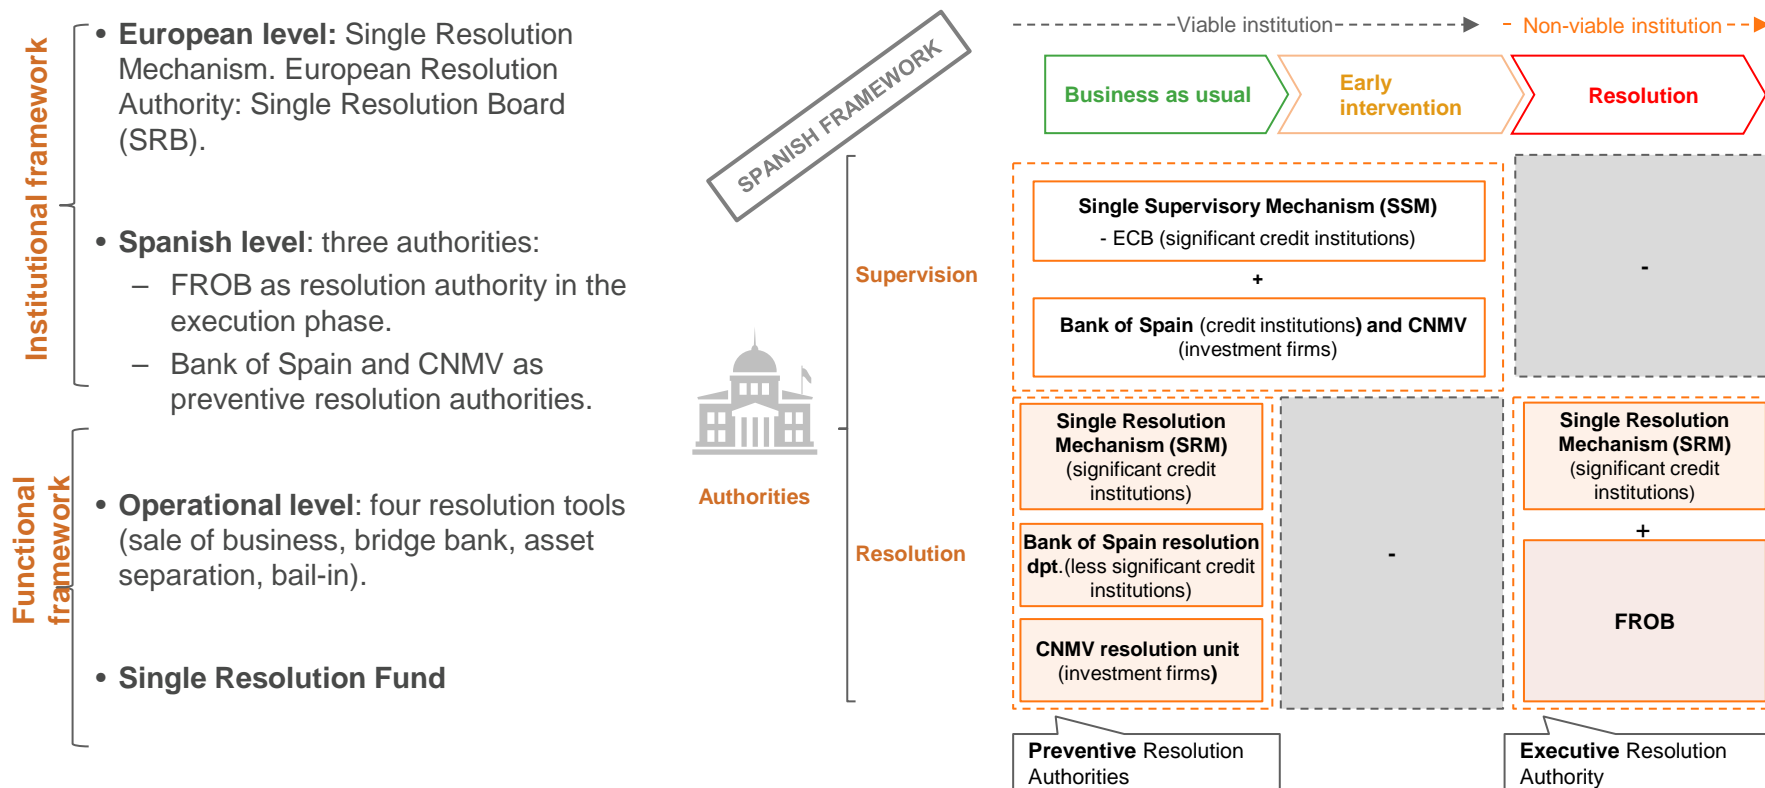 Institutional framework
• European level: Single Resolution
Mechanism. European Resolution
Authority: Single Resolution Board
(SRB).
• Spanish level: three authorities:
– FROB as resolution authority in the
execution phase.
– Bank of Spain and CNMV as
preventive resolution authorities.
Functional
framework
• Operational level: four resolution tools
(sale of business, bridge bank, asset
separation, bail-in).
• Single Resolution Fund
SPANISH FRAMEWORK
Authorities
Supervision
Resolution
Viable institution
Non-viable institution
Business as usual
Early
intervention
Resolution
Single Supervisory Mechanism (SSM)
- ECB (significant credit institutions)
+
Bank of Spain (credit institutions) and CNMV
(investment firms)
-
Single Resolution
Mechanism (SRM)
(significant credit
institutions)
Bank of Spain resolution
dpt.(less significant credit
institutions)
CNMV resolution unit
(investment firms)
-
Single Resolution
Mechanism (SRM)
(significant credit
institutions)
+
FROB
Preventive Resolution
Authorities
Executive Resolution
Authority